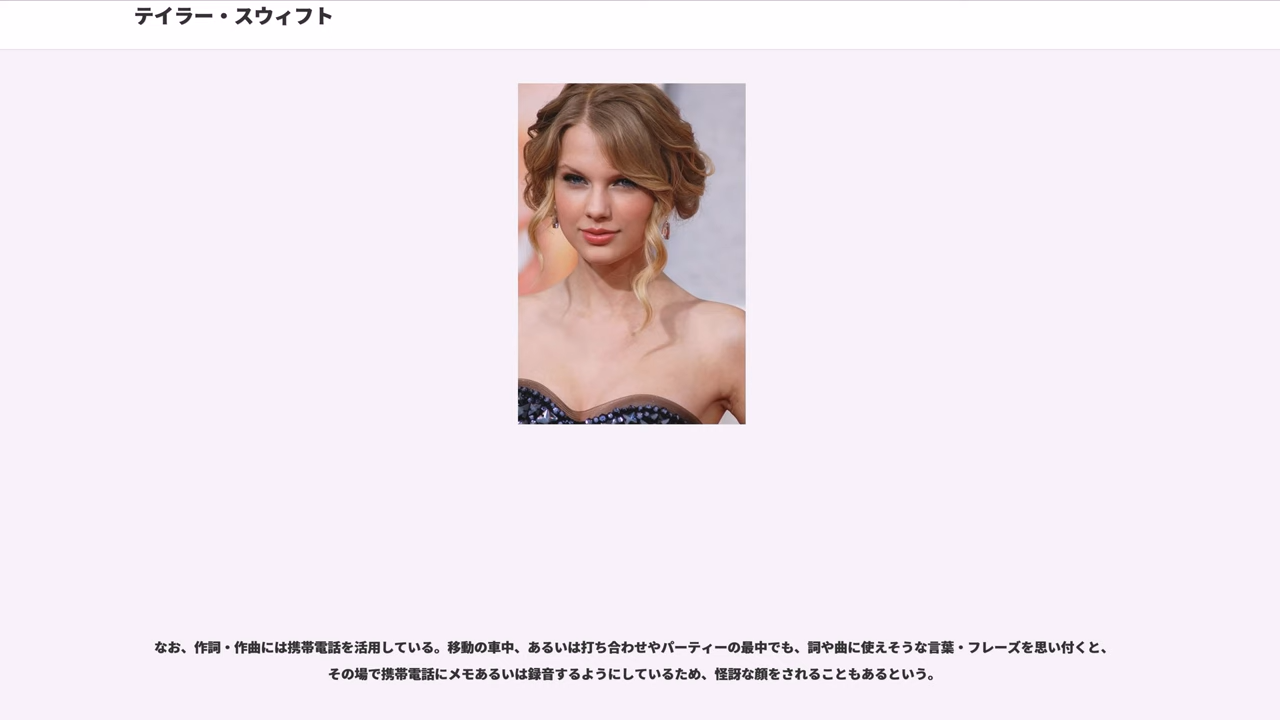 テイラー・スウィフト
なお、作詞・作曲には携帯電話を活用している。移動の車中、あるいは打ち合わせやパーティーの最中でも、詞や曲に使えそうな言葉・フレーズを思い付くと、
その場で携帯電話にメモあるいは録音するようにしているため、怪訝な顔をされることもあるという。